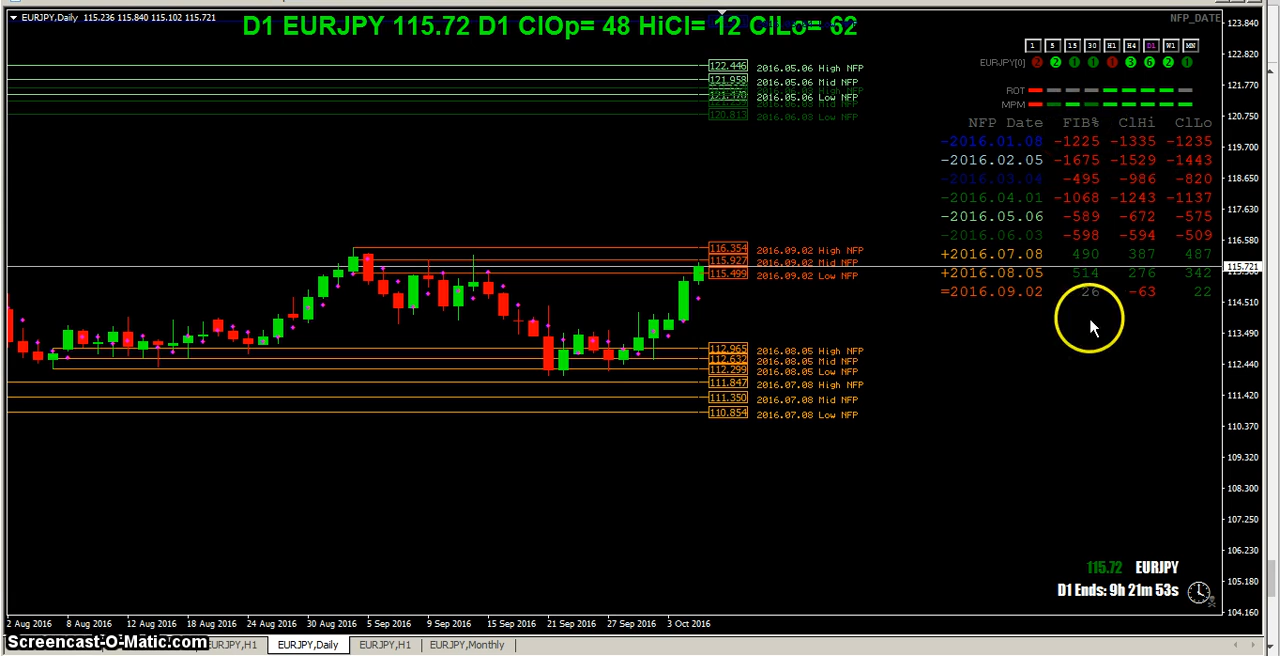 EURJPY,Daily 115.236 115.840 115.102 115.721
D1 EURJPY 115.72 D1 ClOp= 48 HiCl= 12 ClLo= 62
NFP_DATE
1 5 15 30 H1 H4 D1 W1 MN
EURJPY[0] 2 2 1 1 1 3 6 2 1
ROT
MPM
NFP Date FIB% ClHi ClLo
-2016.01.08 -1225 -1335 -1235
-2016.02.05 -1675 -1529 -1443
-2016.03.04 -495 -986 -820
-2016.04.01 -1068 -1243 -1137
-2016.05.06 -589 -672 -575
-2016.06.03 -598 -594 -509
+2016.07.08 490 387 487
+2016.08.05 514 276 342
=2016.09.02 26 -63 22
122.446 2016.05.06 High NFP
121.958 2016.05.06 Mid NFP
2016.05.06 Low NFP
120.813 2016.06.03 Low NFP
116.354 2016.09.02 High NFP
115.927 2016.09.02 Mid NFP
115.499 2016.09.02 Low NFP
112.965 2016.08.05 High NFP
112.632 2016.08.05 Mid NFP
112.299 2016.08.05 Low NFP
111.847 2016.07.08 High NFP
111.350 2016.07.08 Mid NFP
110.854 2016.07.08 Low NFP
123.840
122.820
121.770
120.750
119.700
118.650
117.630
116.580
115.721
114.510
113.490
112.440
111.420
110.370
109.320
108.300
107.250
106.230
105.180
104.160
115.72 EURJPY
D1 Ends: 9h 21m 53s
2 Aug 2016 8 Aug 2016 12 Aug 2016 18 Aug 2016 24 Aug 2016 30 Aug 2016 5 Sep 2016 9 Sep 2016 15 Sep 2016 21 Sep 2016 27 Sep 2016 3 Oct 2016
Screencast-O-Matic.com
EURJPY,H1 EURJPY,Daily EURJPY,H1 EURJPY,Monthly